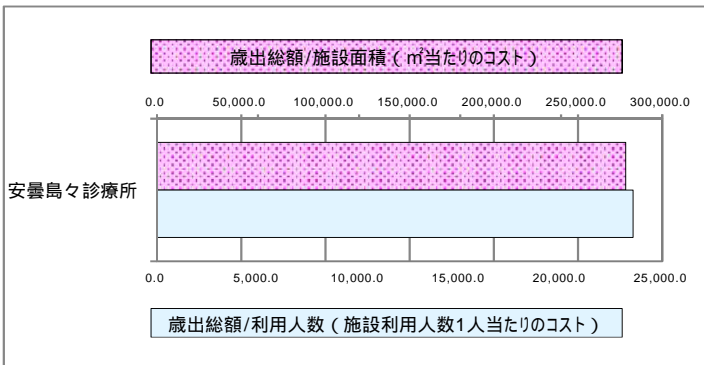 歳出総額/施設面積(㎡当たりのコスト)
0.0 50,000.0 100,000.0 150,000.0 200,000.0 250,000.0 300,000.0
安曇島々診療所
0.0 5,000.0 10,000.0 15,000.0 20,000.0 25,000.0
歳出総額/利用人数(施設利用人数1人当たりのコスト)